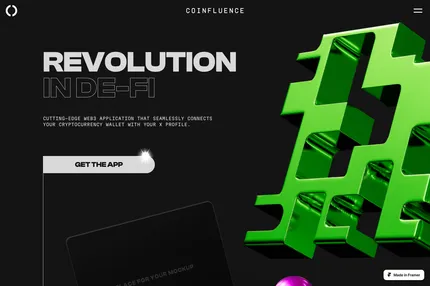 COINFLUENCE
REVOLUTION
IN DE-FI
CUTTING-EDGE WEB3 APPLICATION THAT SEAMLESSLY CONNECTS
YOUR CRYPTOCURRENCY WALLET WITH YOUR X PROFILE.
GET THE APP
FOR YOUR MOCKUP
Made in Framer